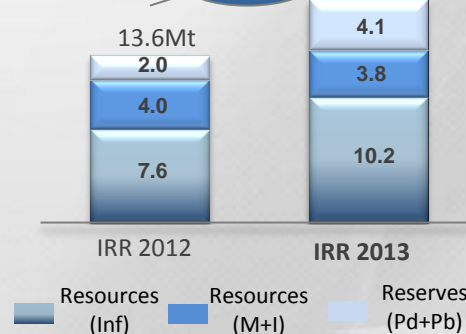 13.6Mt
2.0
4.0
7.6
4.1
3.8
10.2
IRR 2012
IRR 2013
Resources
(Inf)
Resources
(M+I)
Reserves
(Pd+Pb)